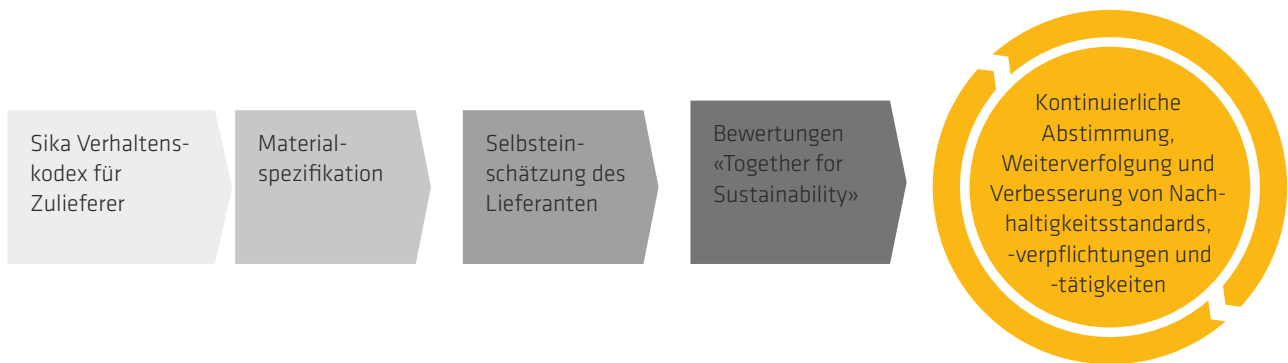 Sika Verhaltens-
kodex für
Zulieferer
Material-
spezifikation
Selbstein-
schätzung des
Lieferanten
Bewertungen
«Together for
Sustainability»
Kontinuierliche
Abstimmung,
Weiterverfolgung und
Verbesserung von Nach-
haltigkeitsstandards,
-verpflichtungen und
-tätigkeiten